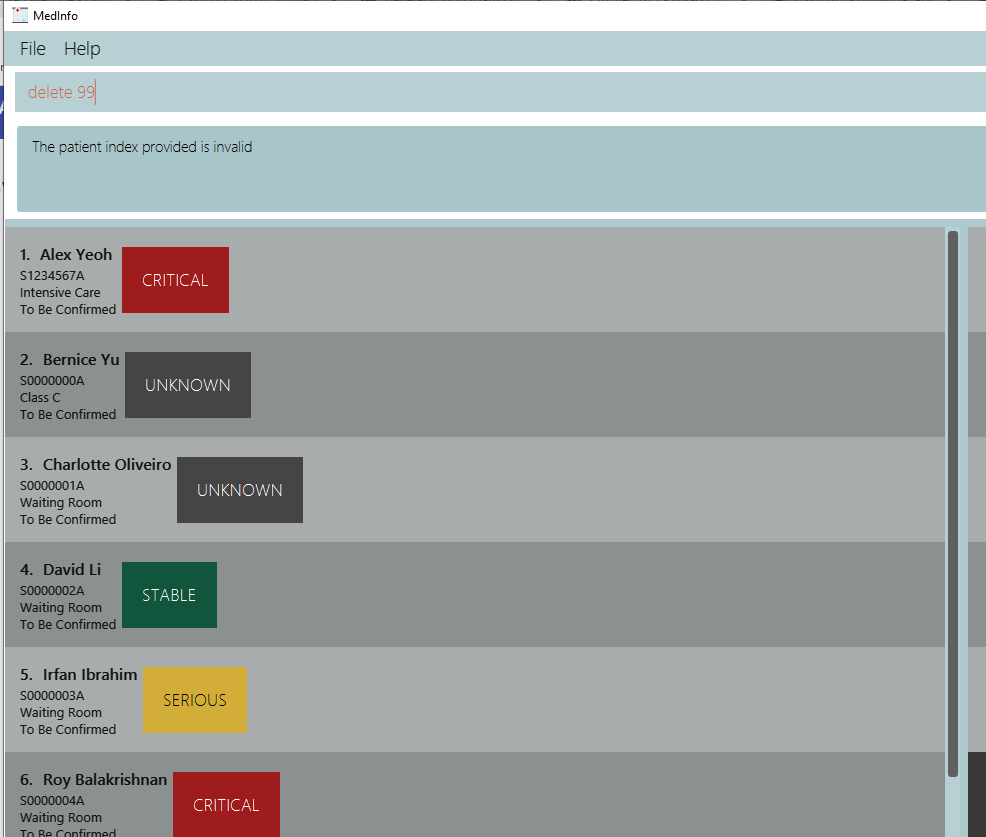 MedInfo
File Help
delete 99
The patient index provided is invalid
1. Alex Yeoh
S1234567A
Intensive Care
To Be Confirmed
CRITICAL
2. Bernice Yu
S0000000A
Class C
To Be Confirmed
UNKNOWN
3. Charlotte Oliveiro
S0000001A
Waiting Room
To Be Confirmed
UNKNOWN
4. David Li
S0000002A
Waiting Room
To Be Confirmed
STABLE
5. Irfan Ibrahim
S0000003A
Waiting Room
To Be Confirmed
SERIOUS
6. Roy Balakrishnan
S0000004A
Waiting Room
To Be Confirmed
CRITICAL